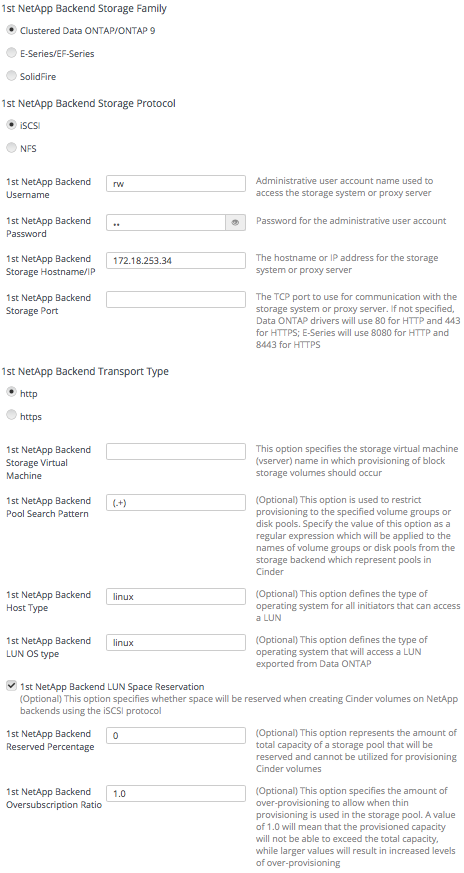 1st NetApp Backend Storage Family
Clustered Data ONTAP/ONTAP 9
E-Series/EF-Series
SolidFire
1st NetApp Backend Storage Protocol
iSCSI
NFS
1st NetApp Backend
Username
rw
Administrative user account name used to
access the storage system or proxy server
1st NetApp Backend
Password
••
Password for the administrative user account
1st NetApp Backend
Storage Hostname/IP
172.18.253.34
The hostname or IP address for the storage
system or proxy server
1st NetApp Backend
Storage Port
The TCP port to use for communication with the
storage system or proxy server. If not specified,
Data ONTAP drivers will use 80 for HTTP and 443
for HTTPS; E-Series will use 8080 for HTTP and
8443 for HTTPS
1st NetApp Backend Transport Type
http
https
1st NetApp Backend
Storage Virtual
Machine
This option specifies the storage virtual machine
(vserver) name in which provisioning of block
storage volumes should occur
1st NetApp Backend
Pool Search Pattern
(.+)
(Optional) This option is used to restrict
provisioning to the specified volume groups or
disk pools. Specify the value of this option as a
regular expression which will be applied to the
names of volume groups or disk pools from the
storage backend which represent pools in
Cinder
1st NetApp Backend
Host Type
linux
(Optional) This option defines the type of
operating system for all initiators that can access
a LUN
1st NetApp Backend
LUN OS type
linux
(Optional) This option defines the type of
operating system that will access a LUN
exported from Data ONTAP
1st NetApp Backend LUN Space Reservation
(Optional) This option specifies whether space will be reserved when creating Cinder volumes on NetApp
backends using the iSCSI protocol
1st NetApp Backend
Reserved Percentage
0
(Optional) This option represents the amount of
total capacity of a storage pool that will be
reserved and cannot be utilized for provisioning
Cinder volumes
1st NetApp Backend
Oversubscription Ratio
1.0
(Optional) This option specifies the amount of
over-provisioning to allow when thin
provisioning is used in the storage pool. A value
of 1.0 will mean that the provisioned capacity
will not be able to exceed the total capacity,
while larger values will result in increased levels
of over-provisioning